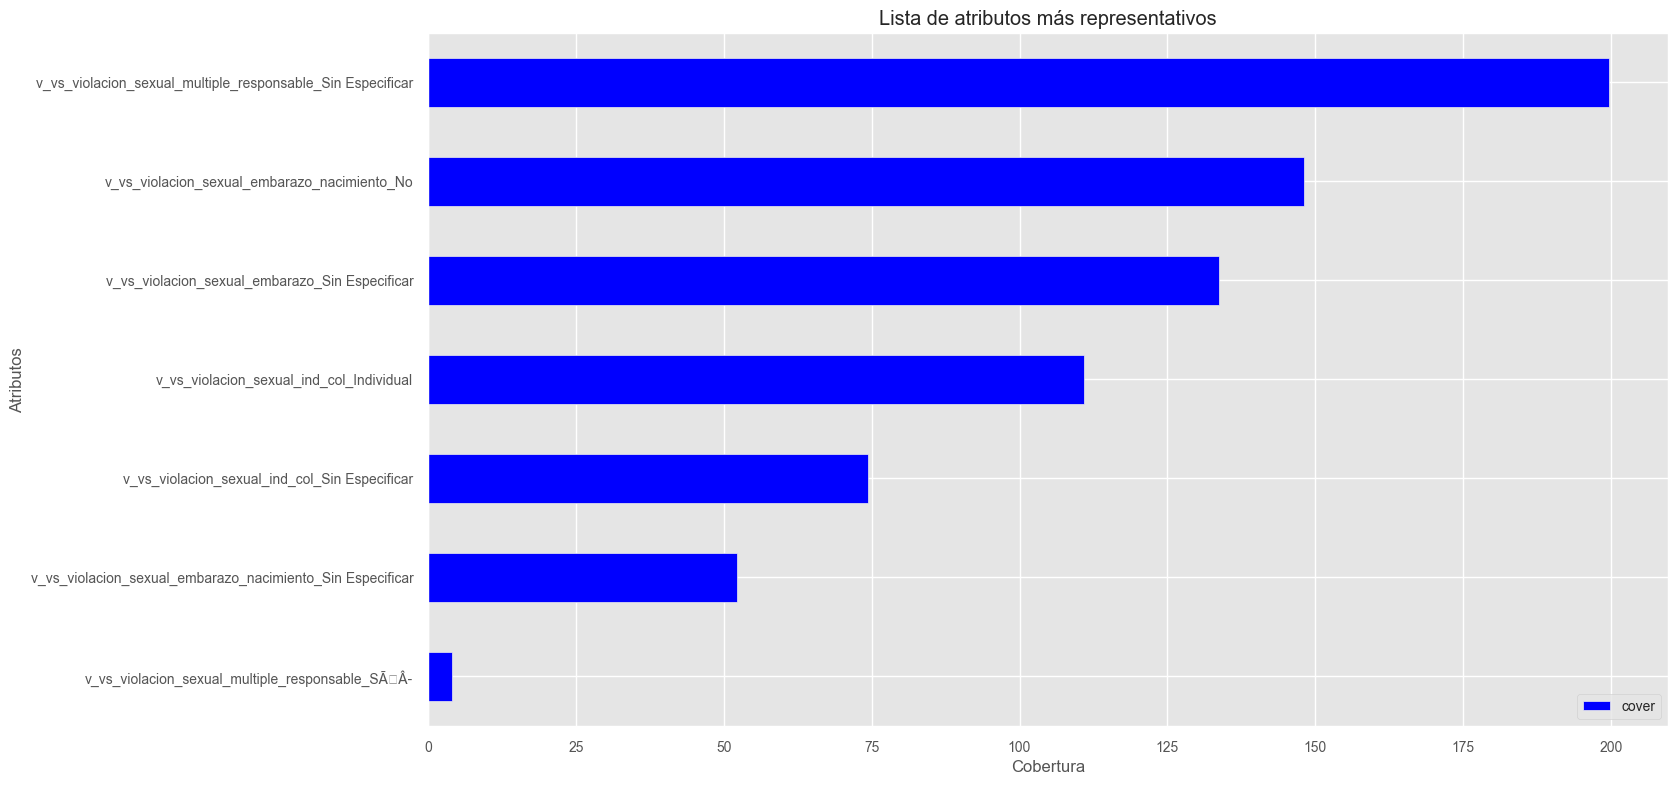 Lista de atributos más representativos
v_vs_violacion_sexual_multiple_responsable_Sin Especificar
v_vs_violacion_sexual_embarazo_nacimiento_No
v_vs_violacion_sexual_embarazo_Sin Especificar
v_vs_violacion_sexual_ind_col_Individual
v_vs_violacion_sexual_ind_col_Sin Especificar
v_vs_violacion_sexual_embarazo_nacimiento_Sin Especificar
v_vs_violacion_sexual_multiple_responsable_SÃ□Â-
Atributos
cover
0 25 50 75 100 125 150 175 200
Cobertura